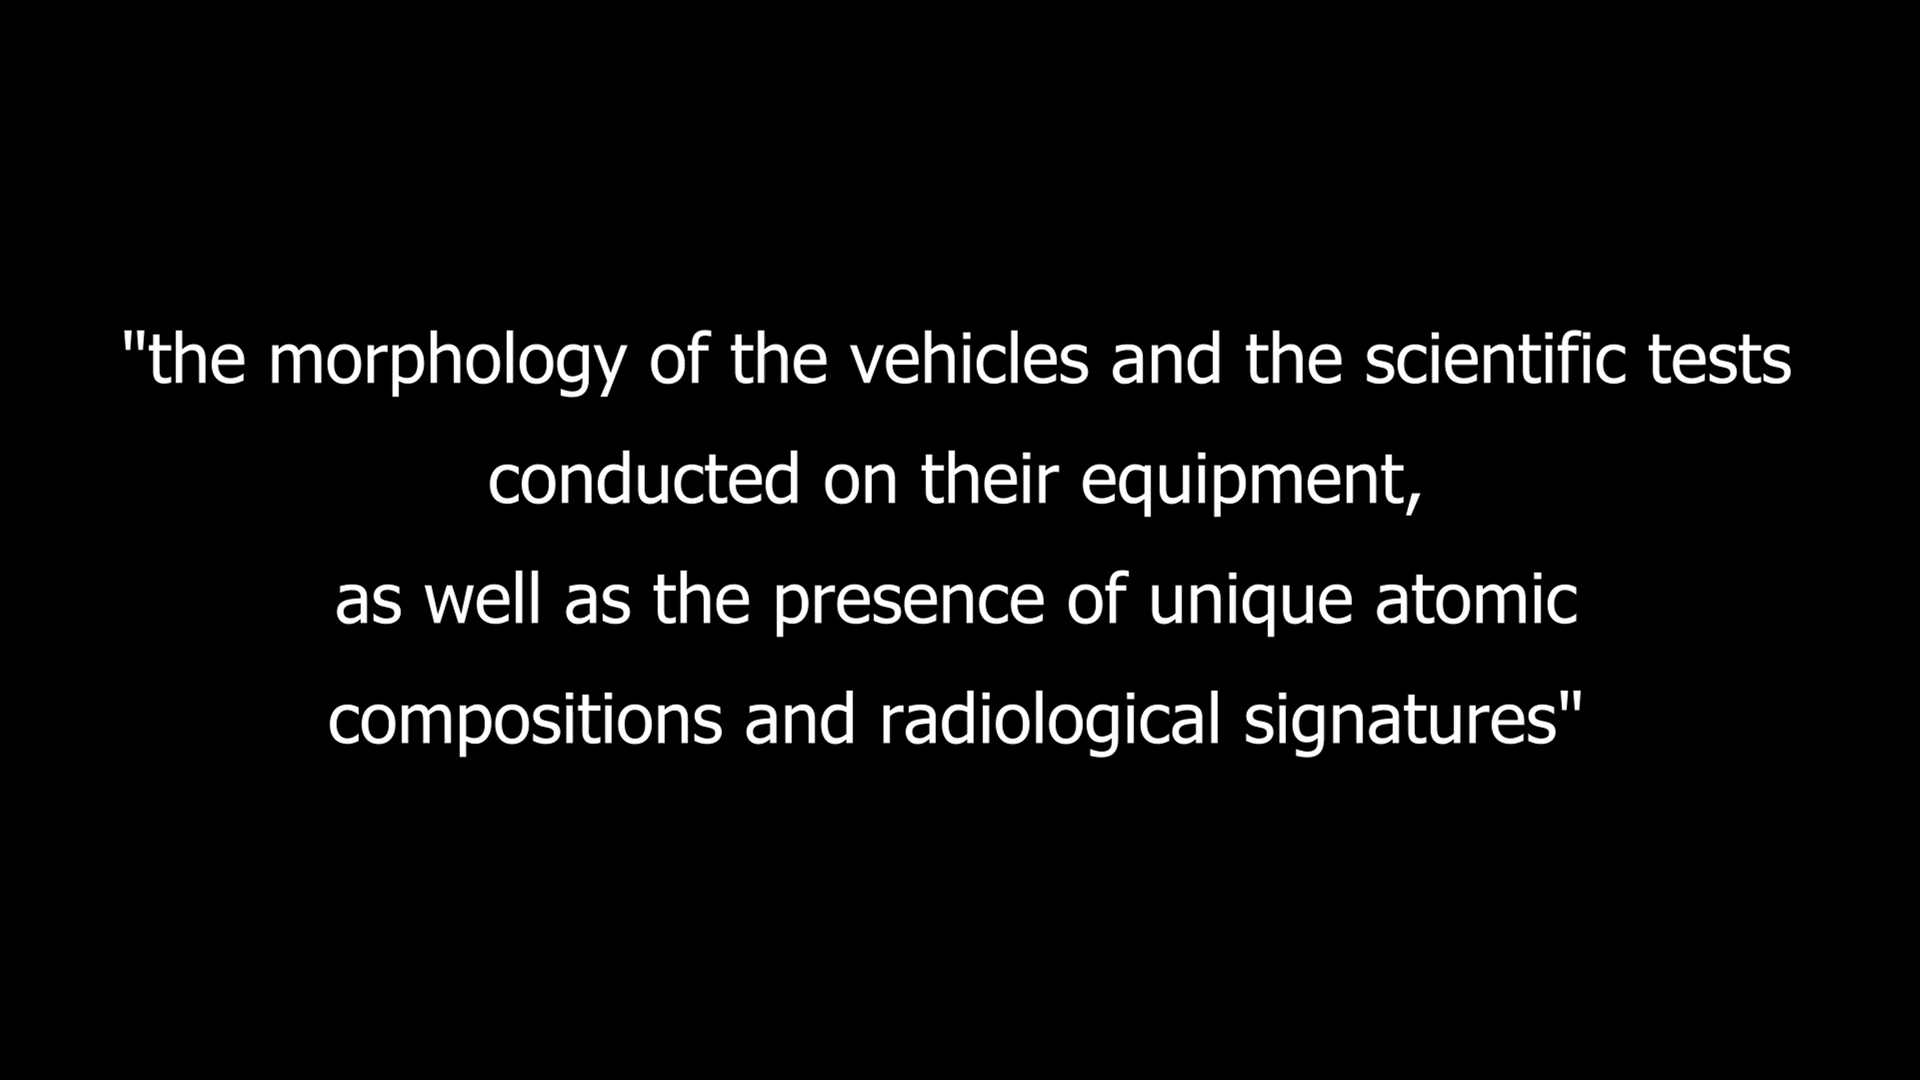 "the morphology of the vehicles and the scientific tests
conducted on their equipment,
as well as the presence of unique atomic
compositions and radiological signatures"